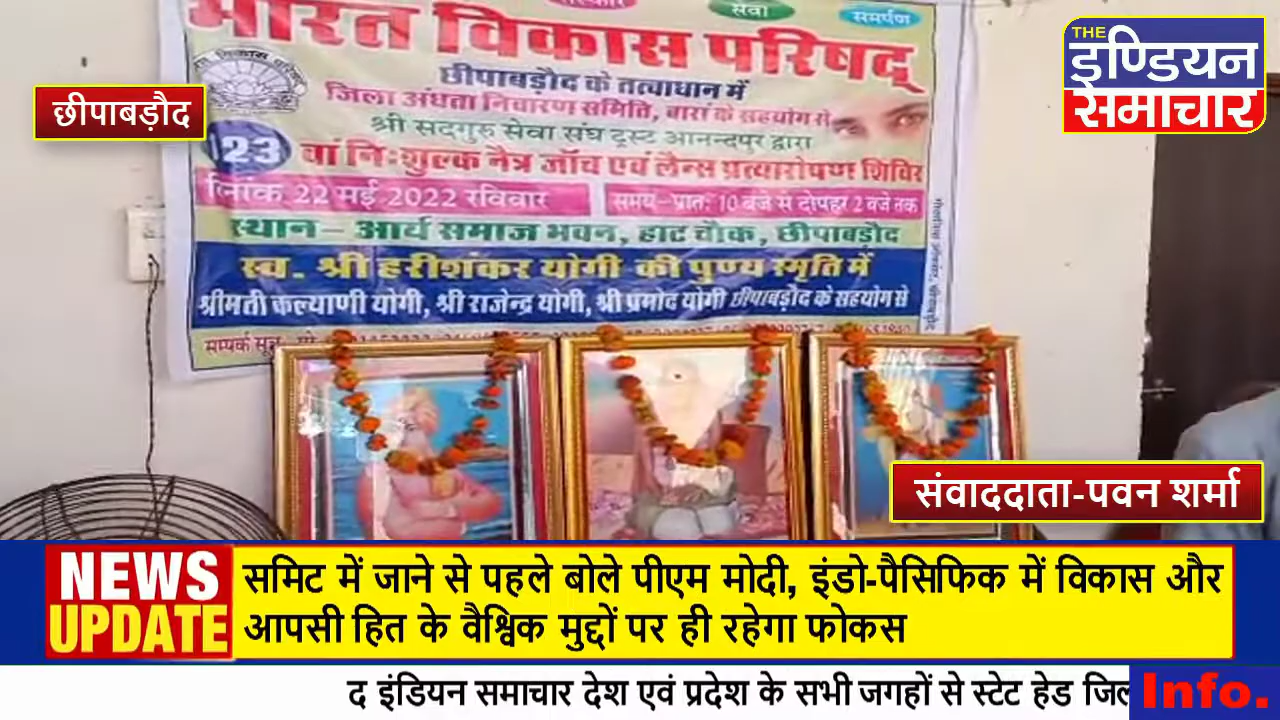 संस्कार
सेवा
समर्पण
भारत विकास परिषद्
छीपाबड़ौद के तत्वाधान में
जिला अंधता निवारण समिति, बारां के सहयोग से
श्री सदगुरु सेवा संघ ट्रस्ट आनन्दपुर द्वारा
वां निःशुल्क नैत्र जाँच एवं लैन्स प्रत्यारोपण शिविर
22 मई 2022 रविवार
समय-प्रातः 10 बजे से दोपहर 2 बजे तक
स्थान- आर्य समाज भवन, हाट चौक, छीपाबड़ौद
स्व. श्री हरीशंकर योगी की पुण्य स्मृति में
श्रीमती कल्याणी योगी, श्री राजेन्द्र योगी, श्री प्रमोद योगी छीपाबड़ौद के सहयोग से
सम्पर्क सूत्र
छीपाबड़ौद
THE
इण्डियन
समाचार
संवाददाता-पवन शर्मा
NEWS
UPDATE
समिट में जाने से पहले बोले पीएम मोदी, इंडो-पैसिफिक में विकास और
आपसी हित के वैश्विक मुद्दों पर ही रहेगा फोकस
द इंडियन समाचार देश एवं प्रदेश के सभी जगहों से स्टेट हेड जिल
Info.